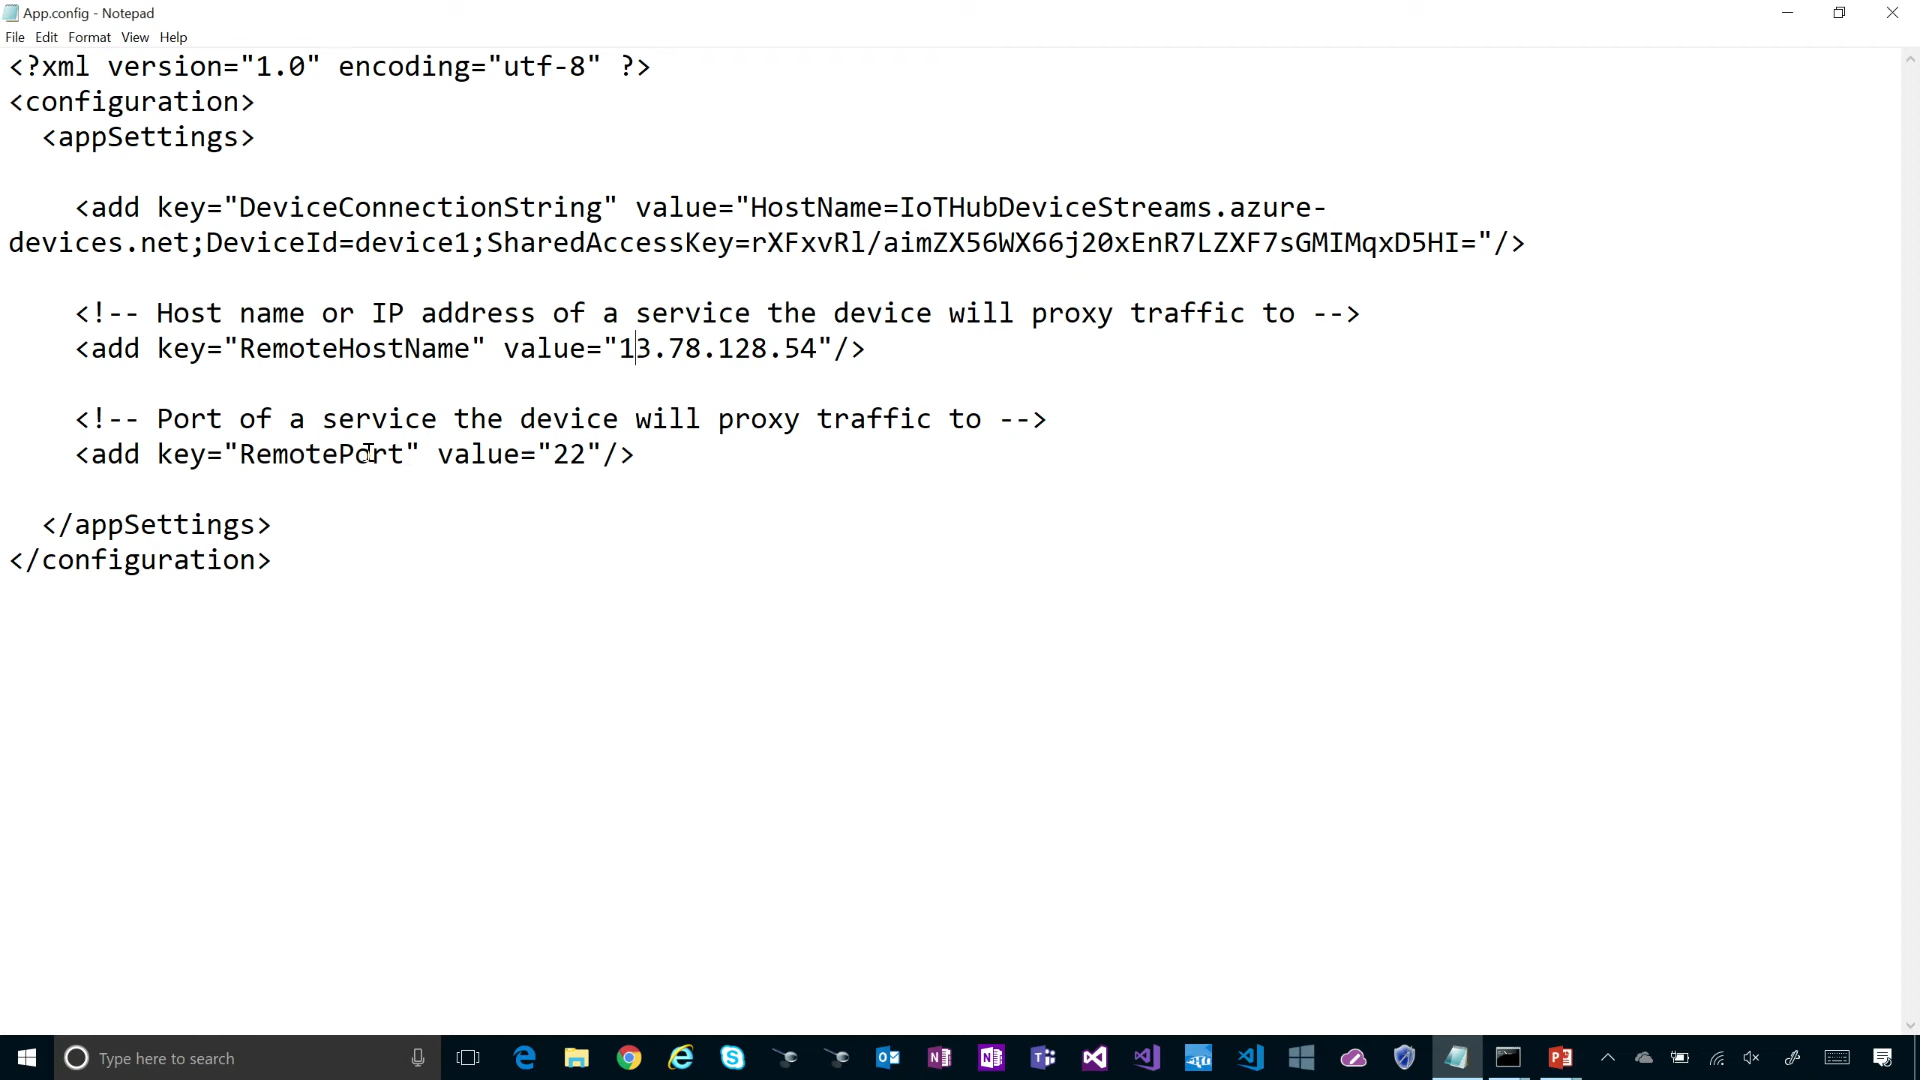 App.config - Notepad
File Edit Format View Help
<?xml version="1.0" encoding="utf-8" ?>
<configuration>
  <appSettings>
    <add key="DeviceConnectionString" value="HostName=IoTHubDeviceStreams.azure-
devices.net;DeviceId=device1;SharedAccessKey=rXFxvRl/aimZX56WX66j20xEnR7LZXF7sGMIMqxD5HI="/>
    <!-- Host name or IP address of a service the device will proxy traffic to -->
    <add key="RemoteHostName" value="13.78.128.54"/>
    <!-- Port of a service the device will proxy traffic to -->
    <add key="RemotePort" value="22"/>
  </appSettings>
</configuration>
Type here to search